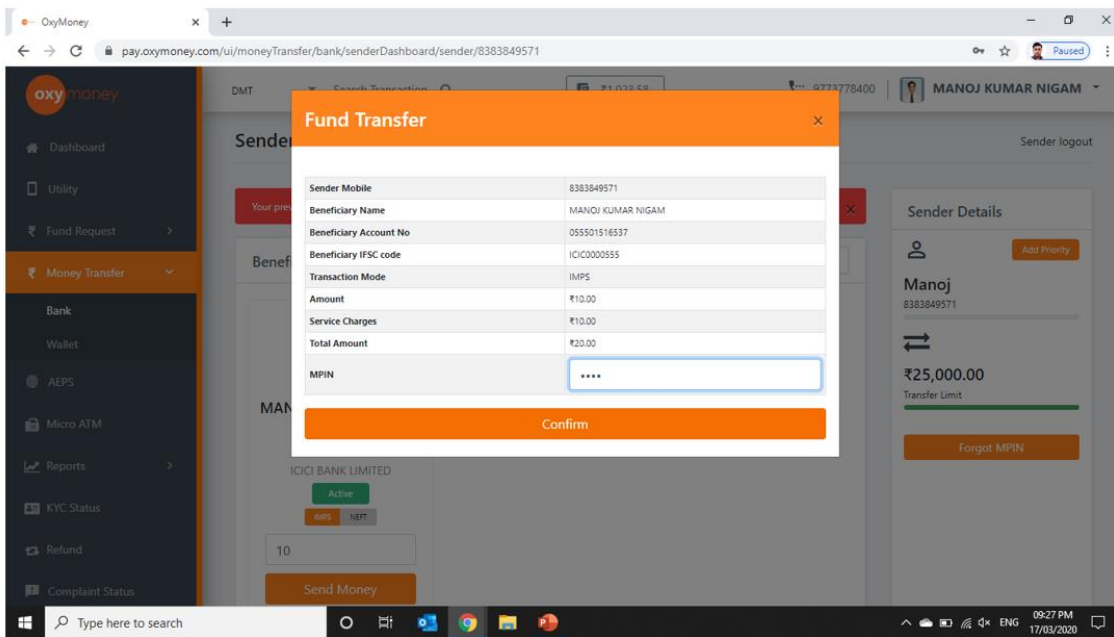 OxyMoney
pay.oxymoney.com/ui/moneyTransfer/bank/senderDashboard/sender/8383849571
Paused
oxymoney
DMT
Search Transaction
₹1,023.58
9773778400
MANOJ KUMAR NIGAM
Fund Transfer
Sender logout
Dashboard
Utility
Fund Request
Money Transfer
Bank
Wallet
AEPS
Micro ATM
Reports
KYC Status
Refund
Complaint Status
Your
Sender Mobile 8383849571
Beneficiary Name MANOJ KUMAR NIGAM
Beneficiary Account No 055501516537
Beneficiary IFSC code ICIC0000555
Transaction Mode IMPS
Amount ₹10.00
Service Charges ₹10.00
Total Amount ₹20.00
MPIN ••••
Confirm
ICICI BANK LIMITED
Active
IMPS NEFT
10
Send Money
Sender Details
Add Priority
Manoj
8383849571
₹25,000.00
Transfer Limit
Forgot MPIN
Type here to search
ENG
09:27 PM
17/03/2020